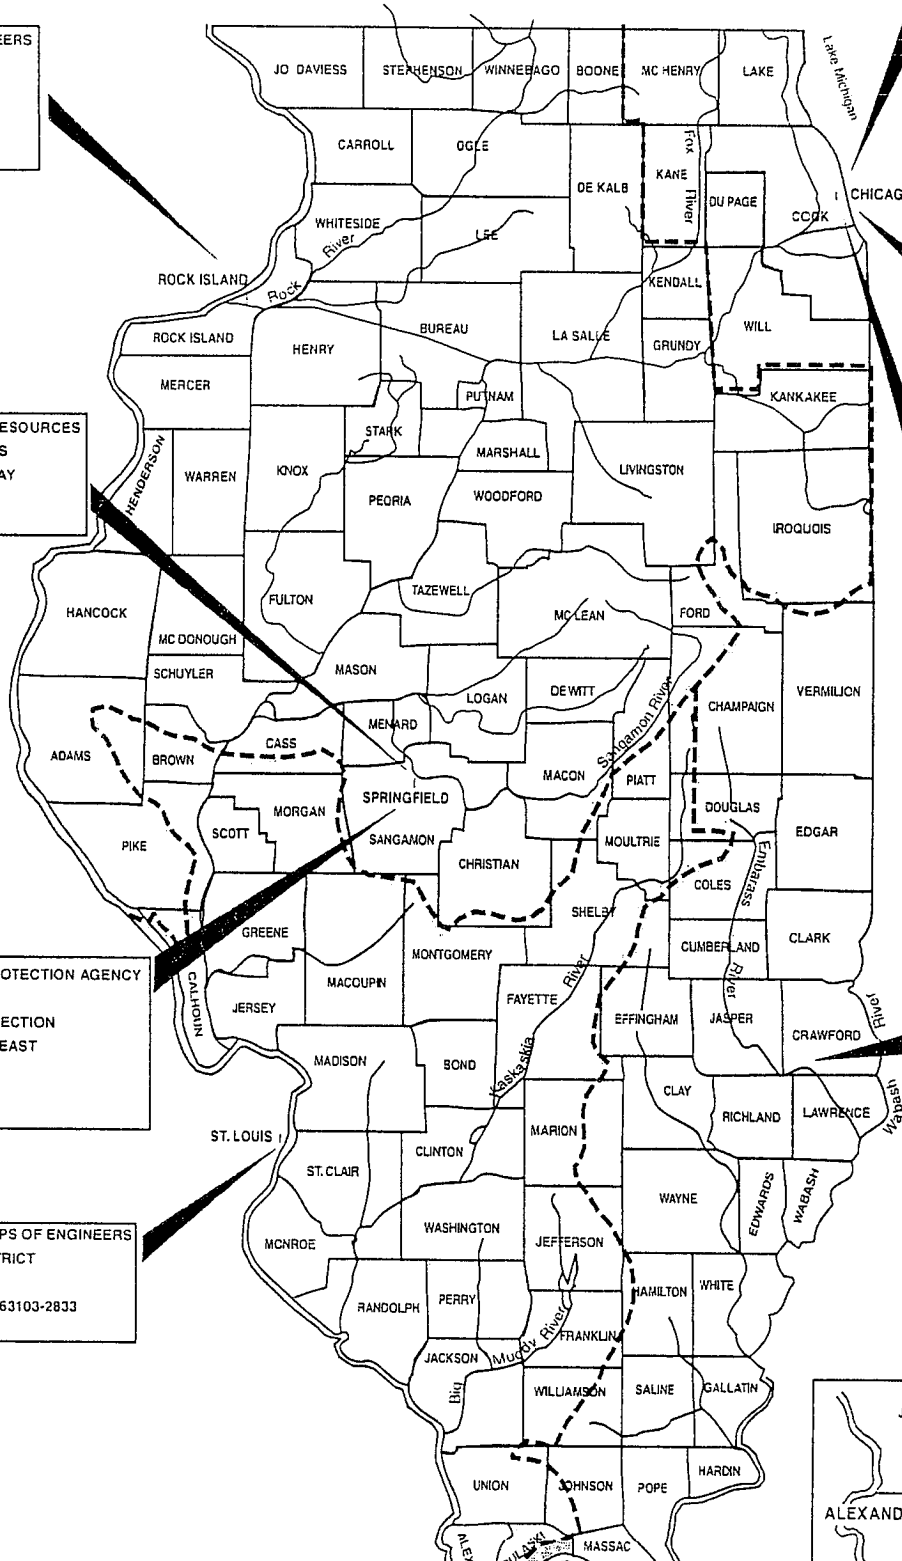 EERS
JO DAVIESS
STEPHENSON
WINNEBAGO
BOONE
MC HENRY
LAKE
Lake Michigan
CARROLL
OGLE
DE KALB
KANE
Fox
River
DU PAGE
COOK
CHICAG
WHITESIDE
LEE
River
Rock
ROCK ISLAND
KENDALL
ROCK ISLAND
HENRY
BUREAU
LA SALLE
GRUNDY
WILL
MERCER
PUTNAM
KANKAKEE
ESOURCES
S
AY
HENDERSON
WARREN
KNOX
STARK
MARSHALL
LIVINGSTON
PEORIA
WOODFORD
IROQUOIS
HANCOCK
MC DONOUGH
FULTON
TAZEWELL
MC LEAN
FORD
SCHUYLER
MASON
LOGAN
DEWITT
Sangamon River
CHAMPAIGN
VERMILION
ADAMS
BROWN
CASS
MENARD
MACON
PIATT
SPRINGFIELD
PIKE
SCOTT
MORGAN
SANGAMON
CHRISTIAN
MOULTRIE
DOUGLAS
EDGAR
COLES
Embarass
River
GREENE
SHELBY
CUMBERLAND
CLARK
OTECTION AGENCY
ECTION
EAST
CALHOUN
JERSEY
MACOUPIN
MONTGOMERY
FAYETTE
River
Kaskaskia
EFFINGHAM
JASPER
CRAWFORD
River
Wabash
MADISON
BOND
CLAY
RICHLAND
LAWRENCE
ST. LOUIS
ST. CLAIR
CLINTON
MARION
WAYNE
EDWARDS
WABASH
PS OF ENGINEERS
TRICT
63103-2833
MONROE
WASHINGTON
JEFFERSON
HAMILTON
WHITE
RANDOLPH
PERRY
FRANKLIN
JACKSON
Big
Muddy River
WILLIAMSON
SALINE
GALLATIN
UNION
JOHNSON
POPE
HARDIN
ALEX
PULASKI
MASSAC
ALEXAND